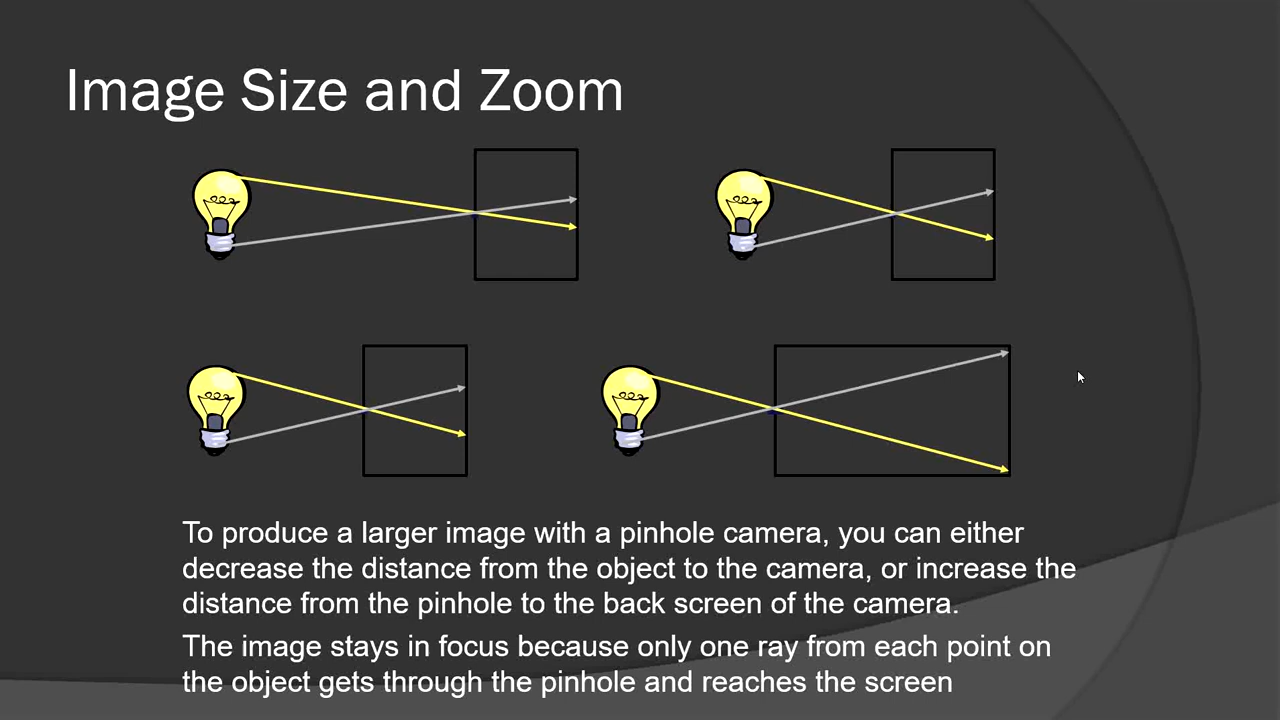 Image Size and Zoom
To produce a larger image with a pinhole camera, you can either
decrease the distance from the object to the camera, or increase the
distance from the pinhole to the back screen of the camera.
The image stays in focus because only one ray from each point on
the object gets through the pinhole and reaches the screen